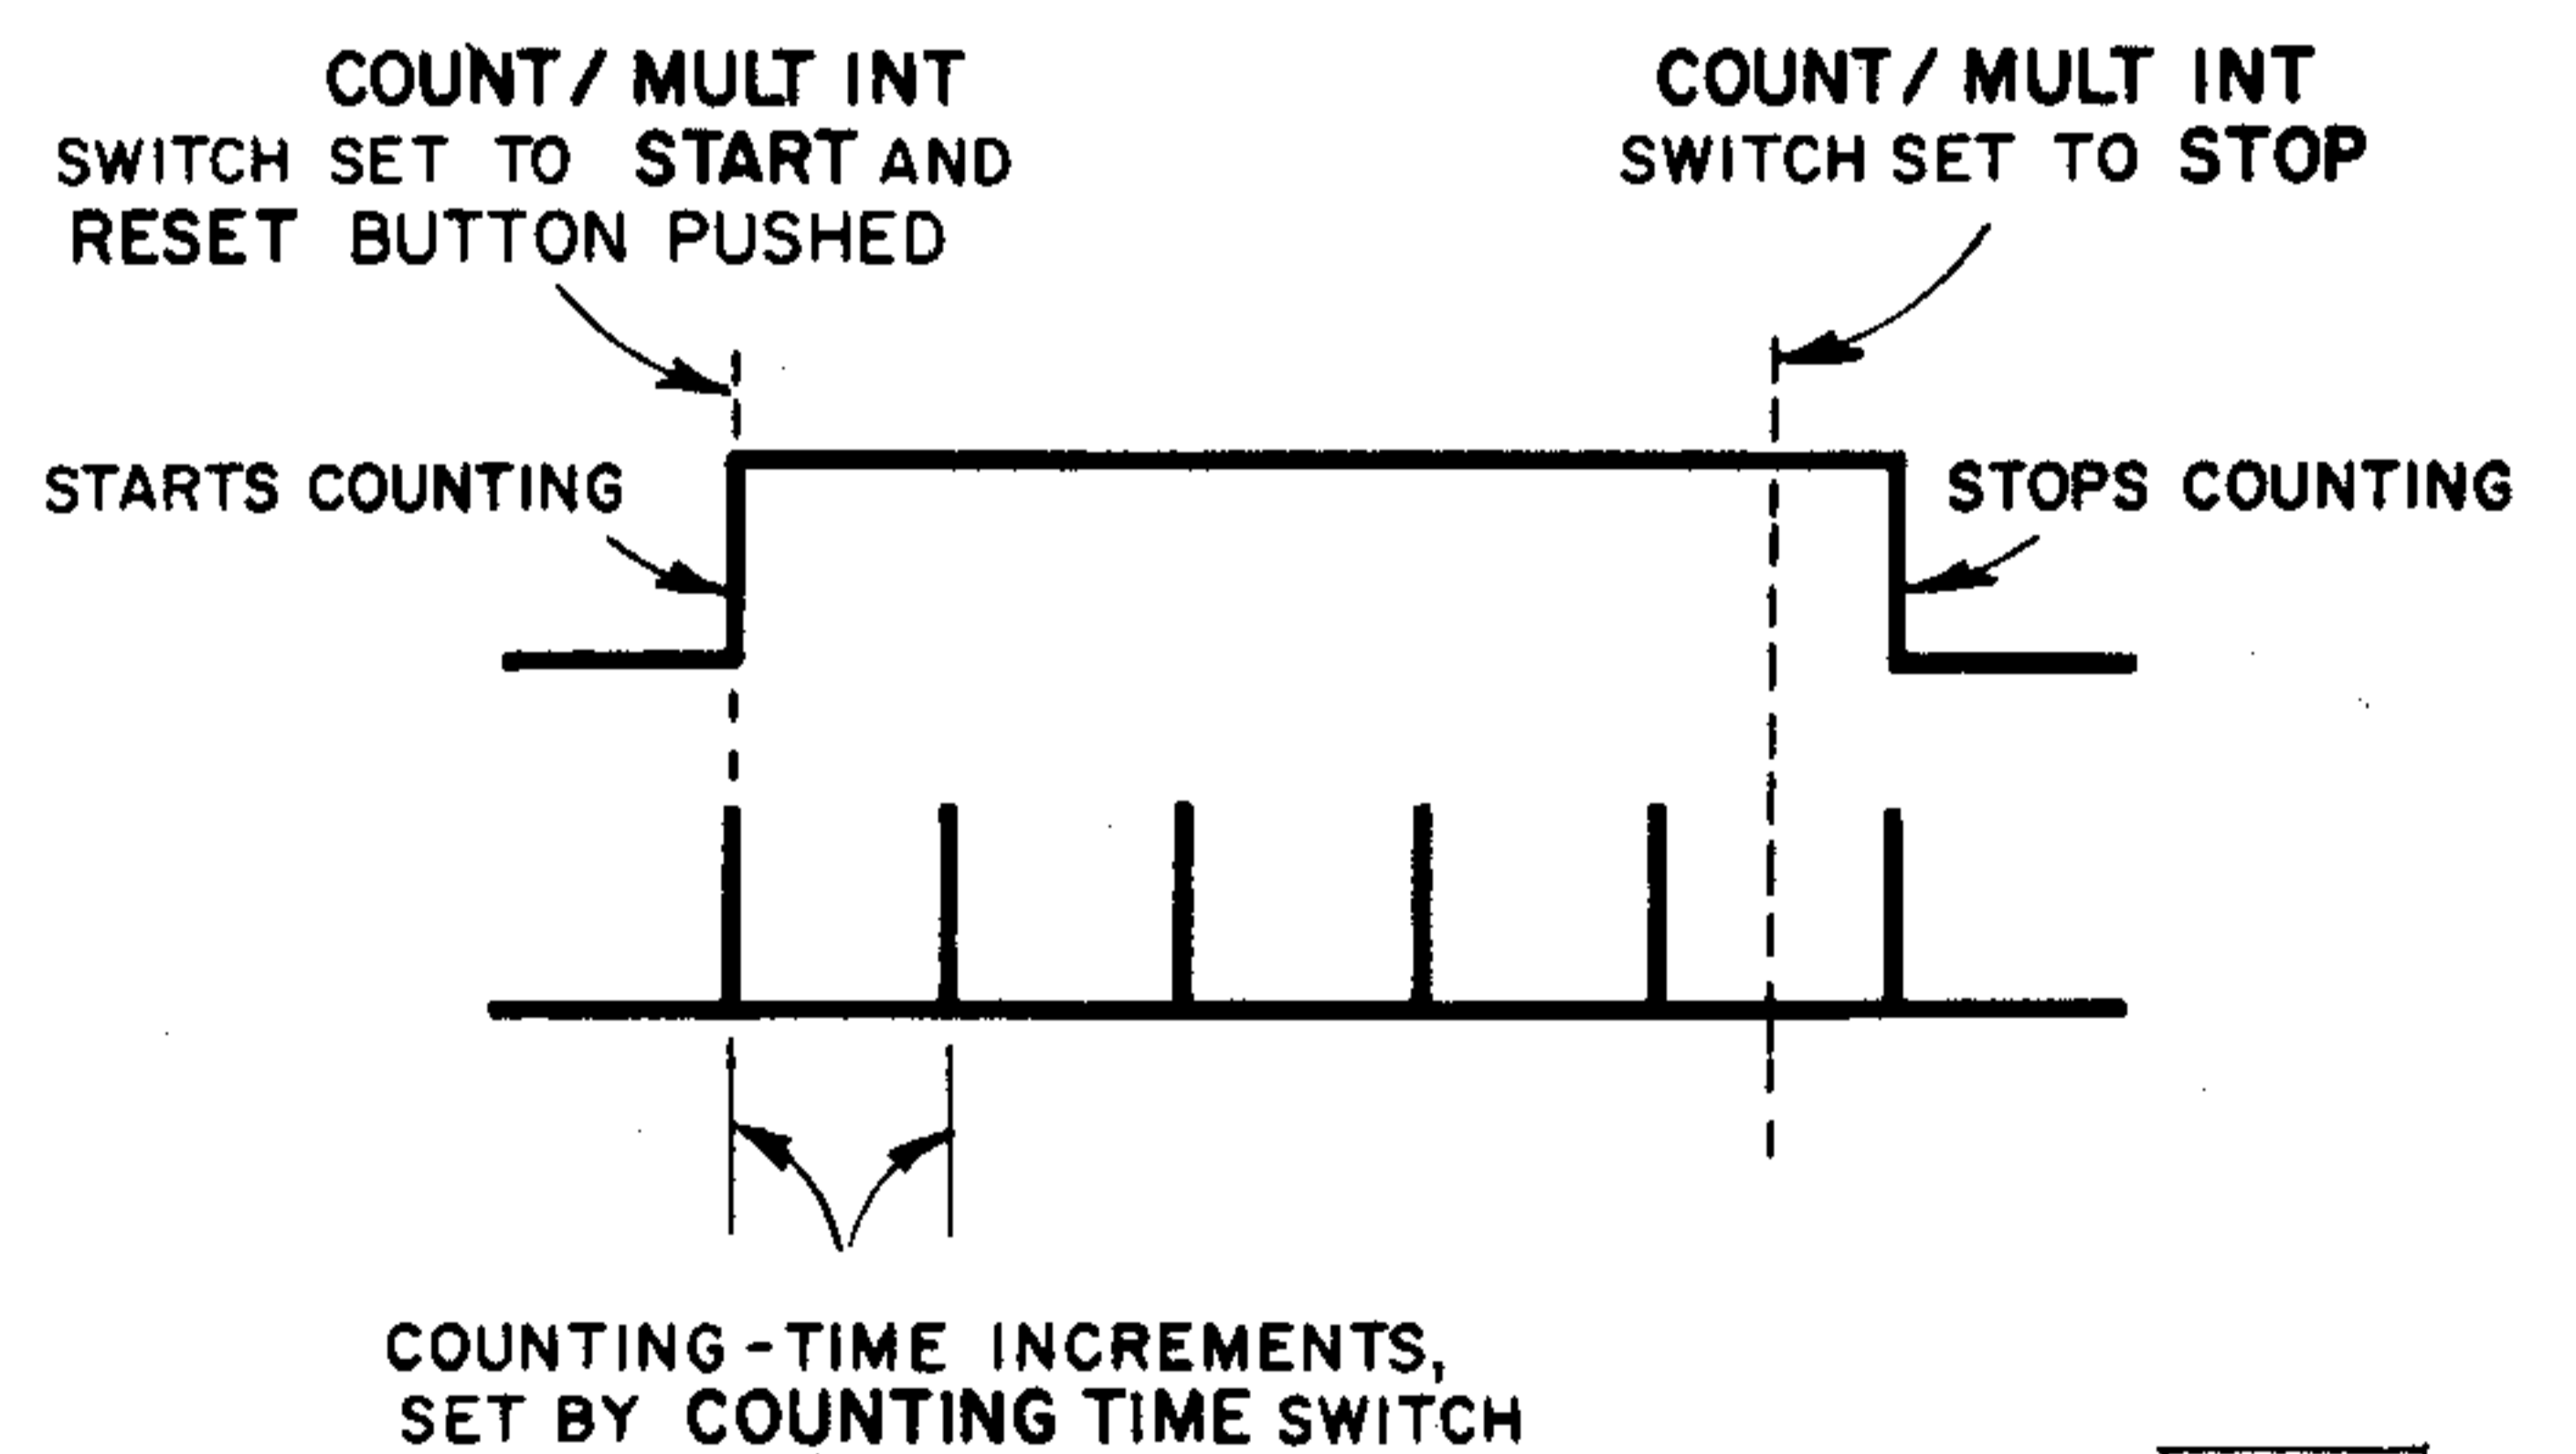 COUNT/ MULT INT
SWITCH SET TO START AND
RESET BUTTON PUSHED
COUNT/ MULT INT
SWITCH SET TO STOP
STARTS COUNTING
STOPS COUNTING
COUNTING-TIME INCREMENTS,
SET BY COUNTING TIME SWITCH